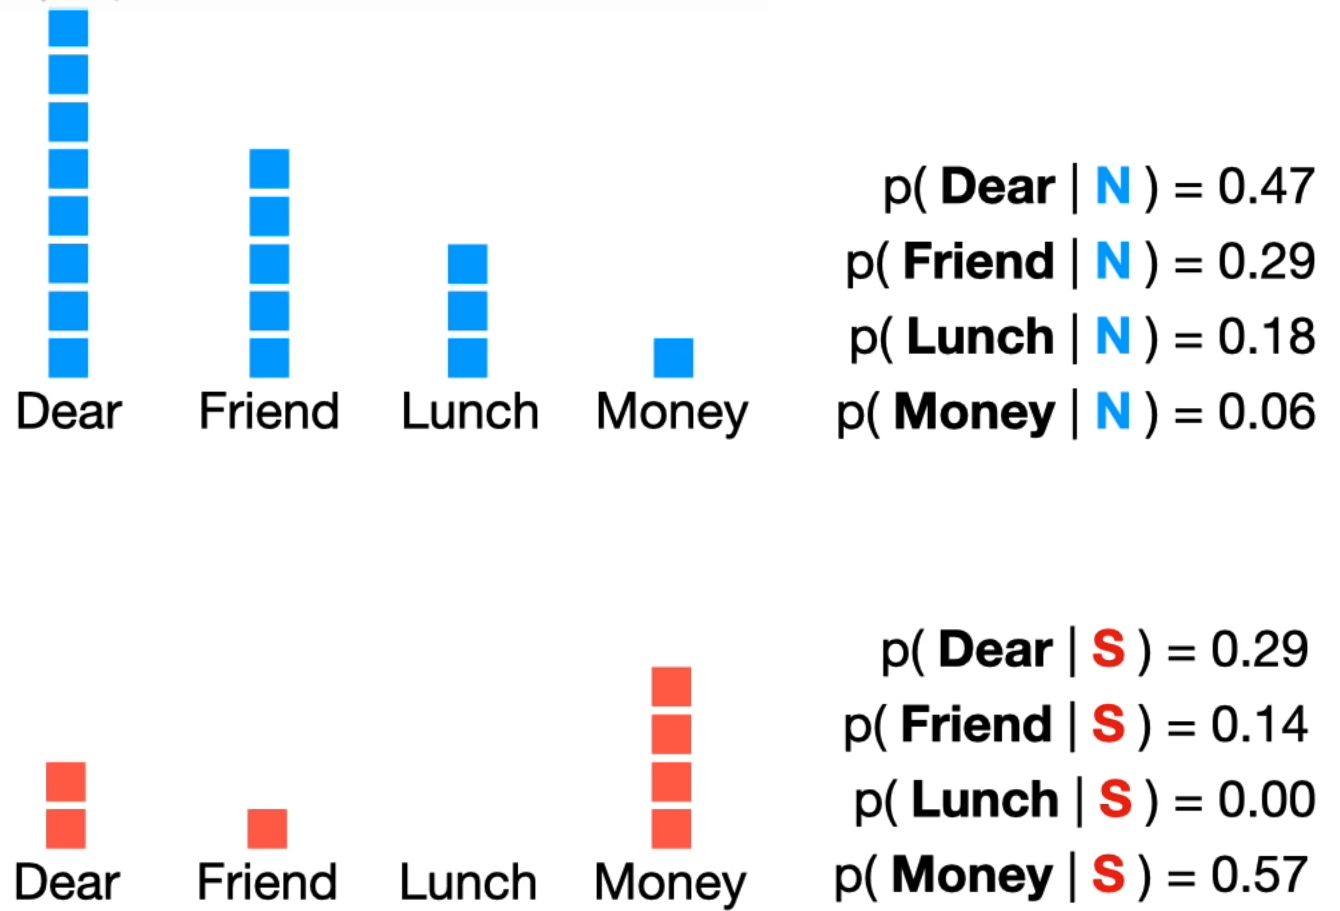 Dear Friend Lunch Money
p( Dear | N ) = 0.47
p( Friend | N ) = 0.29
p( Lunch | N ) = 0.18
p( Money | N ) = 0.06
Dear Friend Lunch Money
p( Dear | S ) = 0.29
p( Friend | S ) = 0.14
p( Lunch | S ) = 0.00
p( Money | S ) = 0.57